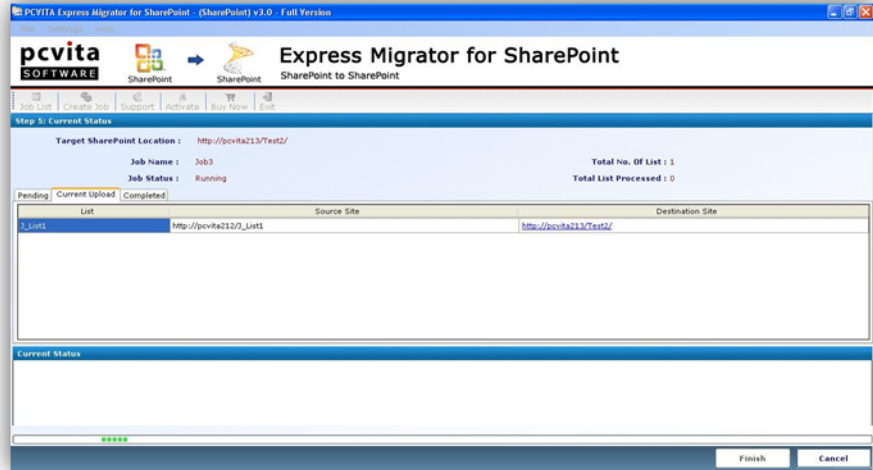 PCVITA Express Migrator for SharePoint - (SharePoint) v3.0 - Full Version
File Settings Help
pcvita
SOFTWARE
SharePoint
SharePoint
Express Migrator for SharePoint
SharePoint to SharePoint
Job List Create Job Support Activate Buy Now Exit
Step 5: Current Status
Target SharePoint Location : http://pcvita213/Test2/
Job Name : Job3 Total No. Of List : 1
Job Status : Running Total List Processed : 0
Pending Current Upload Completed
List Source Site Destination Site
J_List1 http://pcvita212/J_List1 http://pcvita213/Test2/
Current Status
Finish Cancel